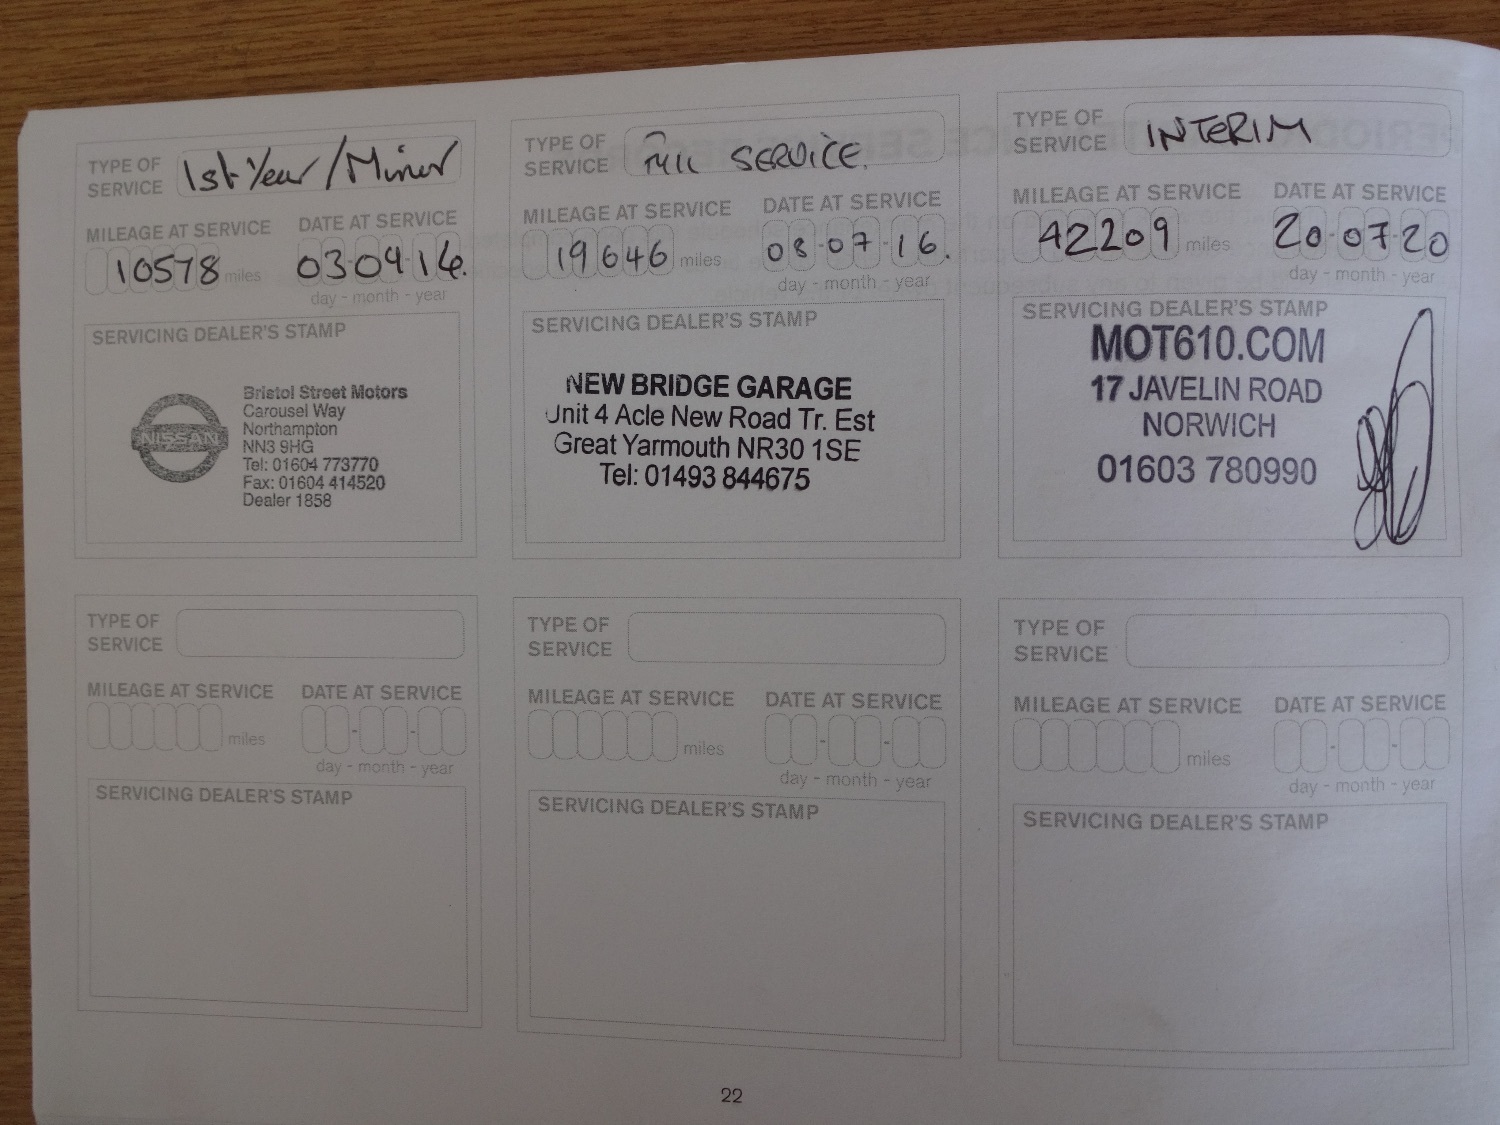 TYPE OF SERVICE 1st Year/Minor
MILEAGE AT SERVICE DATE AT SERVICE
10578 miles 03-09-14.
day - month - year
SERVICING DEALER'S STAMP
NISSAN
Bristol Street Motors
Carousel Way
Northampton
NN3 9HG
Tel: 01604 773770
Fax: 01604 414520
Dealer 1858
TYPE OF SERVICE FULL SERVICE.
MILEAGE AT SERVICE DATE AT SERVICE
19646 miles 08-07-16.
day - month - year
SERVICING DEALER'S STAMP
NEW BRIDGE GARAGE
Unit 4 Acle New Road Tr. Est
Great Yarmouth NR30 1SE
Tel: 01493 844675
TYPE OF SERVICE INTERIM
MILEAGE AT SERVICE DATE AT SERVICE
42209 miles 20-07-20
day - month - year
SERVICING DEALER'S STAMP
MOT610.COM
17 JAVELIN ROAD
NORWICH
01603 780990
TYPE OF
SERVICE
MILEAGE AT SERVICE DATE AT SERVICE
miles
day - month - year
SERVICING DEALER'S STAMP
TYPE OF
SERVICE
MILEAGE AT SERVICE DATE AT SERVICE
miles
day - month - year
SERVICING DEALER'S STAMP
TYPE OF
SERVICE
MILEAGE AT SERVICE DATE AT SERVICE
miles
day - month - year
SERVICING DEALER'S STAMP
22